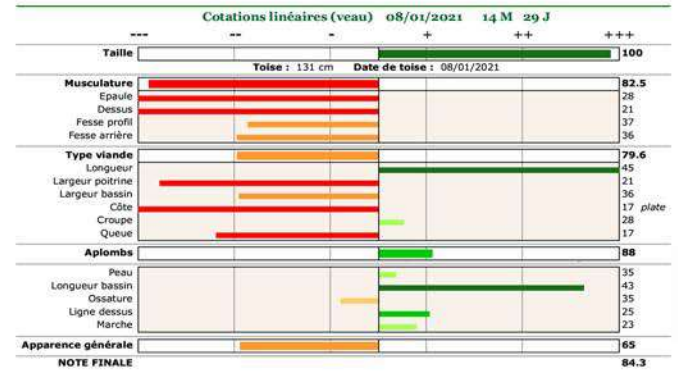 Cotations linéaires (veau) 08/01/2021 14 M 29 J
--- -- - + ++ +++
Taille 100
Toise : 131 cm Date de toise : 08/01/2021
Musculature 82.5
Epaule 28
Dessus 21
Fesse profil 37
Fesse arrière 36
Type viande 79.6
Longueur 45
Largeur poitrine 21
Largeur bassin 36
Côte 17 plate
Croupe 28
Queue 17
Aplombs 88
Peau 35
Longueur bassin 43
Ossature 35
Ligne dessus 25
Marche 23
Apparence générale 65
NOTE FINALE 84.3